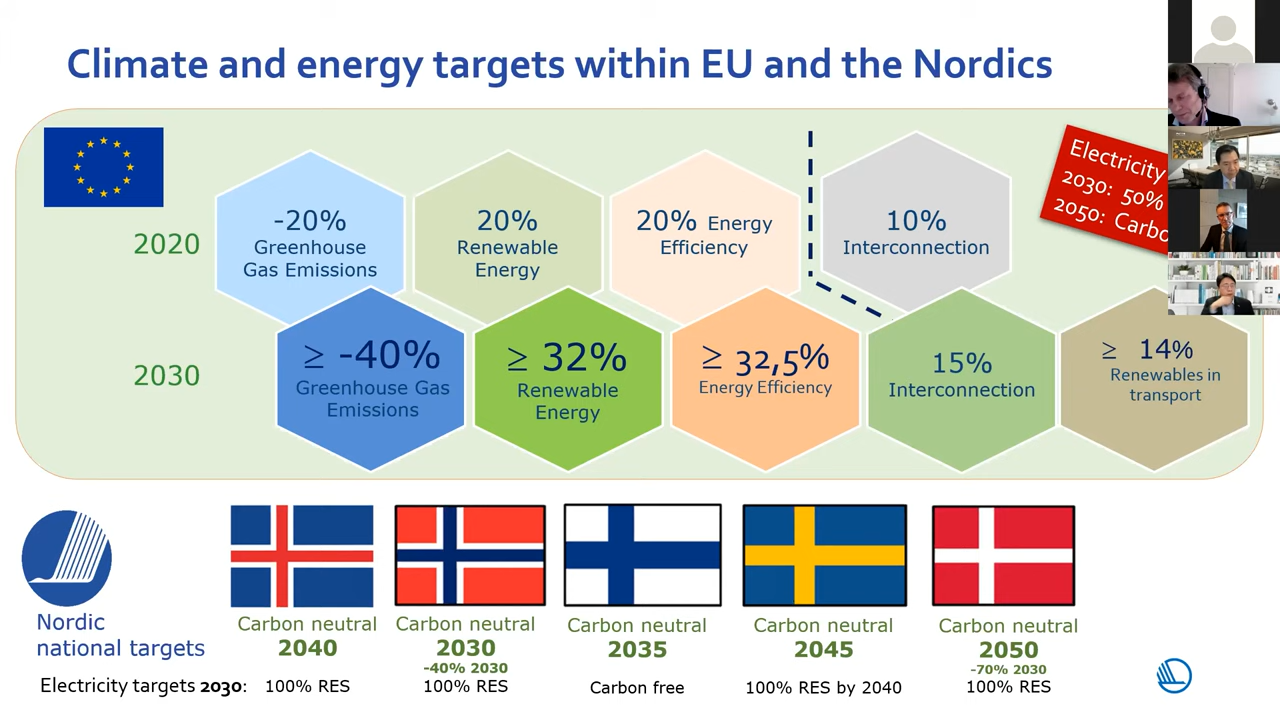 Climate and energy targets within EU and the Nordics
Electricity
2030: 50%
2050:
2020
-20%
Greenhouse
Gas Emissions
20%
Renewable
Energy
20% Energy
Efficiency
10%
Interconnection
2030
≥ -40%
Greenhouse Gas
Emissions
≥ 32%
Renewable
Energy
≥ 32,5%
Energy Efficiency
15%
Interconnection
≥ 14%
Renewables in
transport
Nordic
national targets
Carbon neutral
2040
Carbon neutral
2030
-40% 2030
Carbon neutral
2035
Carbon neutral
2045
Carbon neutral
2050
-70% 2030
Electricity targets 2030: 100% RES 100% RES Carbon free 100% RES by 2040 100% RES